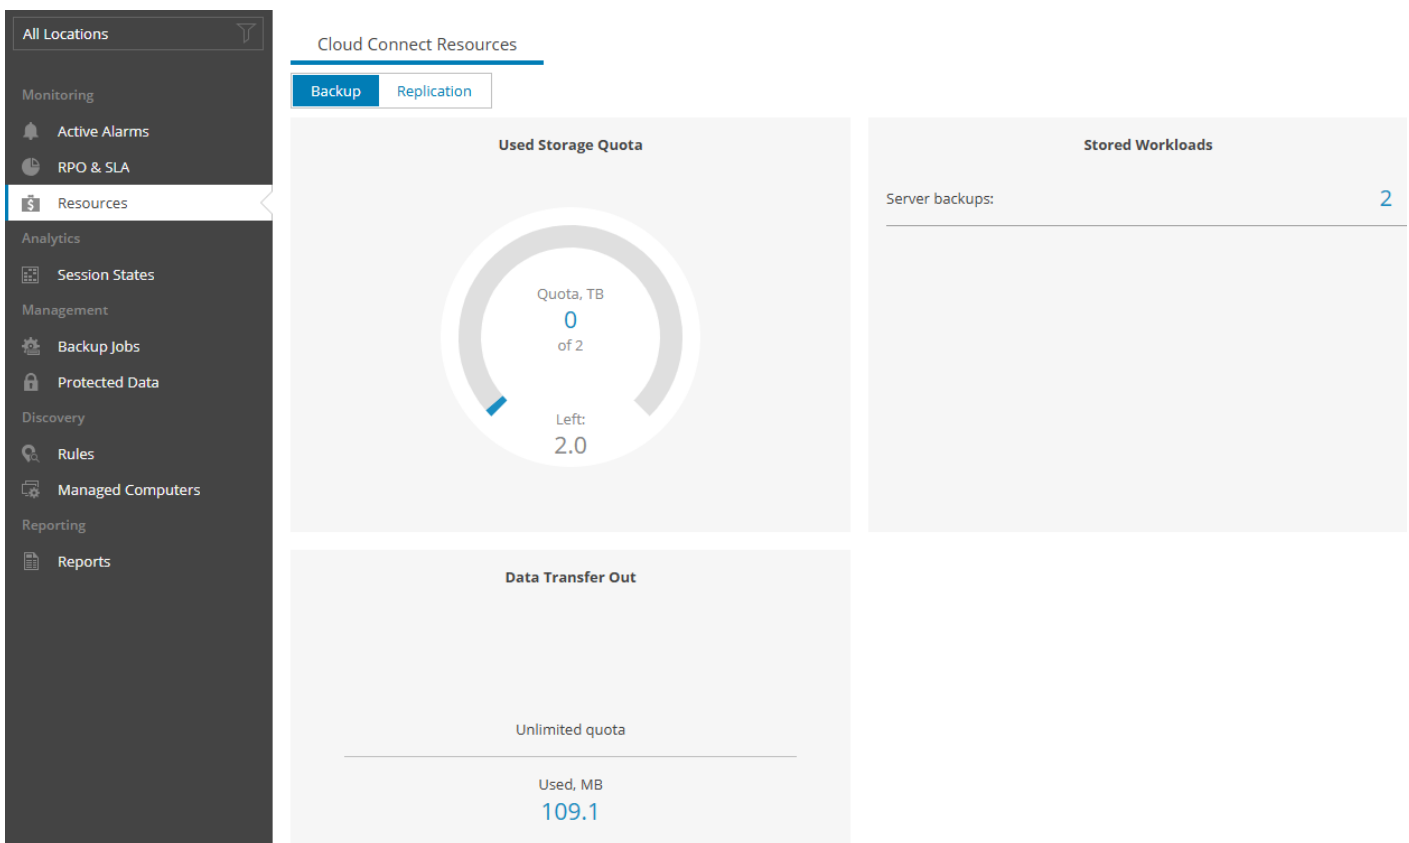 All Locations
Monitoring
Active Alarms
RPO & SLA
Resources
Analytics
Session States
Management
Backup Jobs
Protected Data
Discovery
Rules
Managed Computers
Reporting
Reports
Cloud Connect Resources
Backup Replication
Used Storage Quota
Quota, TB
0
of 2
Left:
2.0
Stored Workloads
Server backups: 2
Data Transfer Out
Unlimited quota
Used, MB
109.1